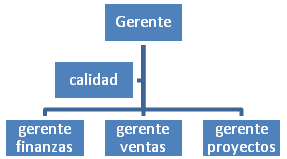 Gerente
calidad
gerente finanzas
gerente ventas
gerente proyectos